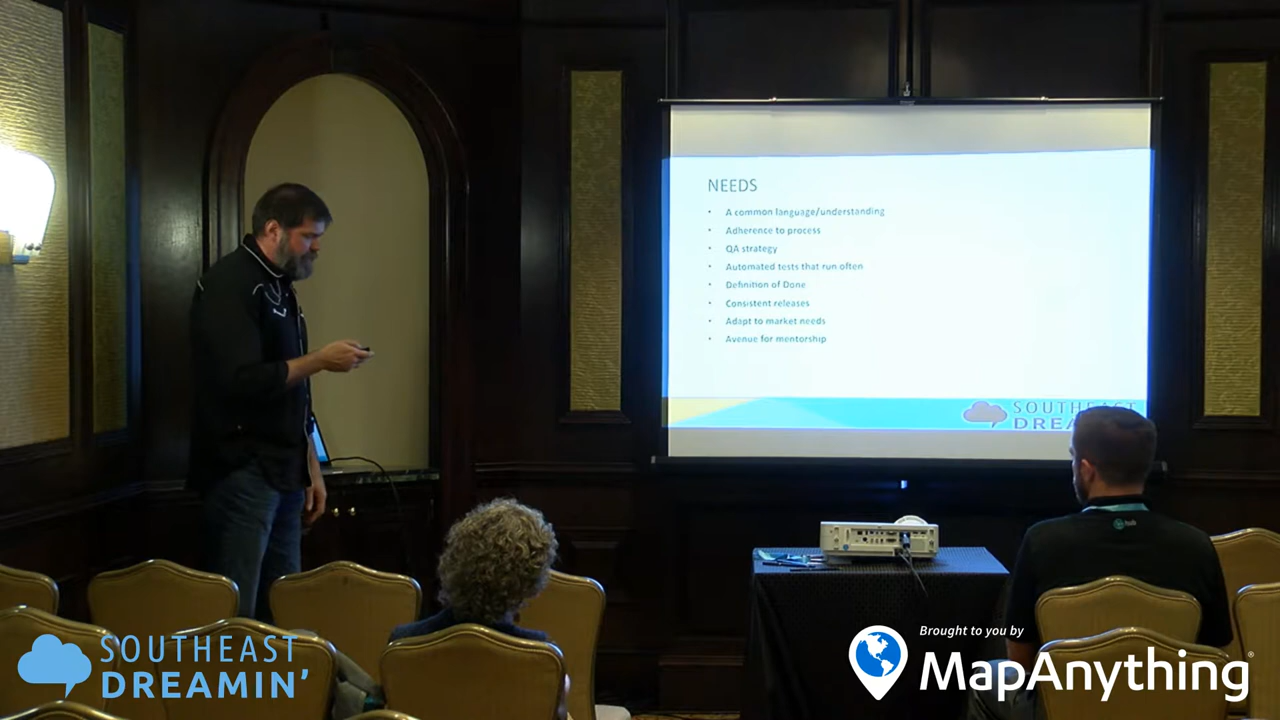 NEEDS
• A common language/understanding
• Adherence to process
• QA strategy
• Automated tests that run often
• Definition of Done
• Consistent releases
• Adapt to market needs
• Avenue for mentorship
SOUTHEAST
SOUTHEAST
DREAMIN'
Brought to you by
MapAnything®